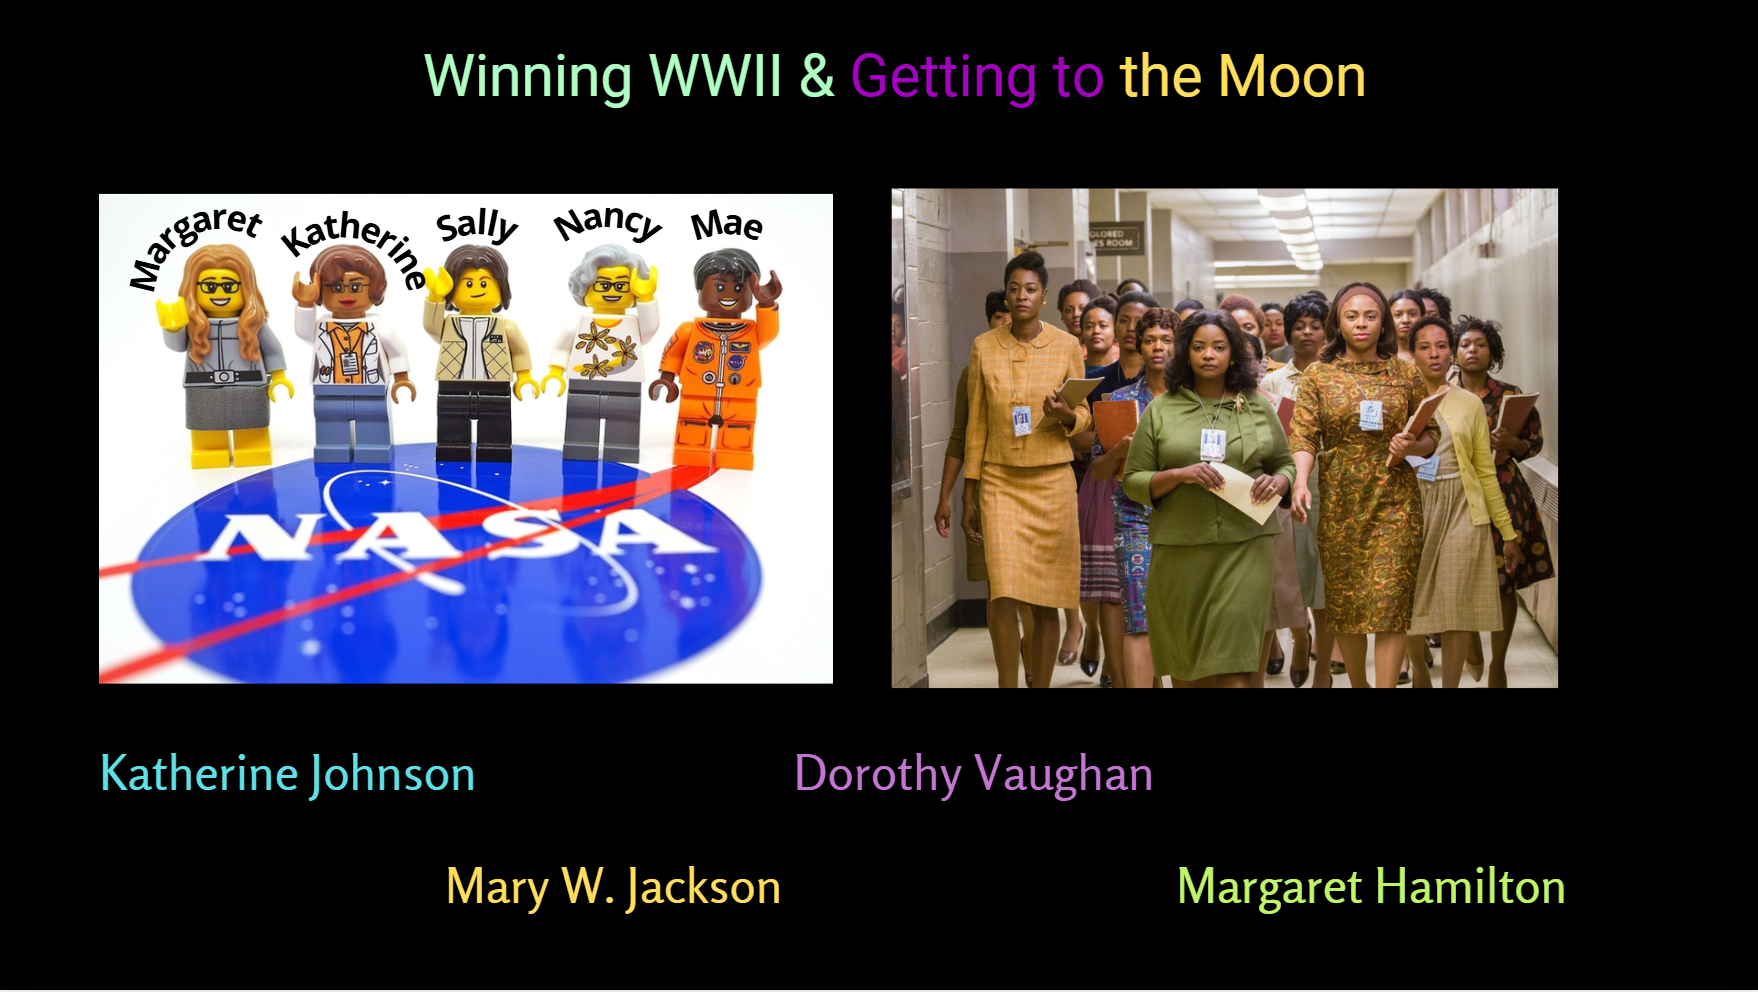 Winning WWII & Getting to the Moon
Margaret Katherine Sally Nancy Mae
NASA
OLORED
ES ROOM
Katherine Johnson
Dorothy Vaughan
Mary W. Jackson
Margaret Hamilton